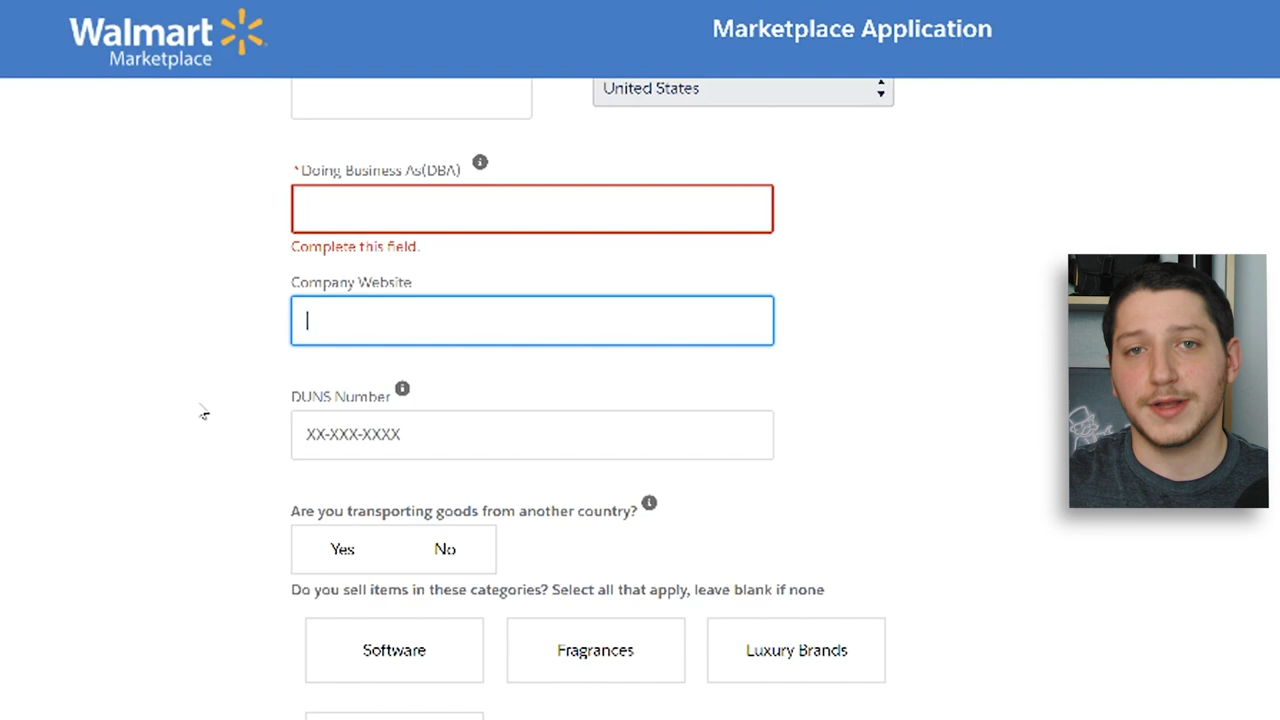 Walmart
Marketplace
Marketplace Application
United States
*Doing Business As(DBA)
Complete this field.
Company Website
DUNS Number
XX-XXX-XXXX
Are you transporting goods from another country?
Yes No
Do you sell items in these categories? Select all that apply, leave blank if none
Software Fragrances Luxury Brands